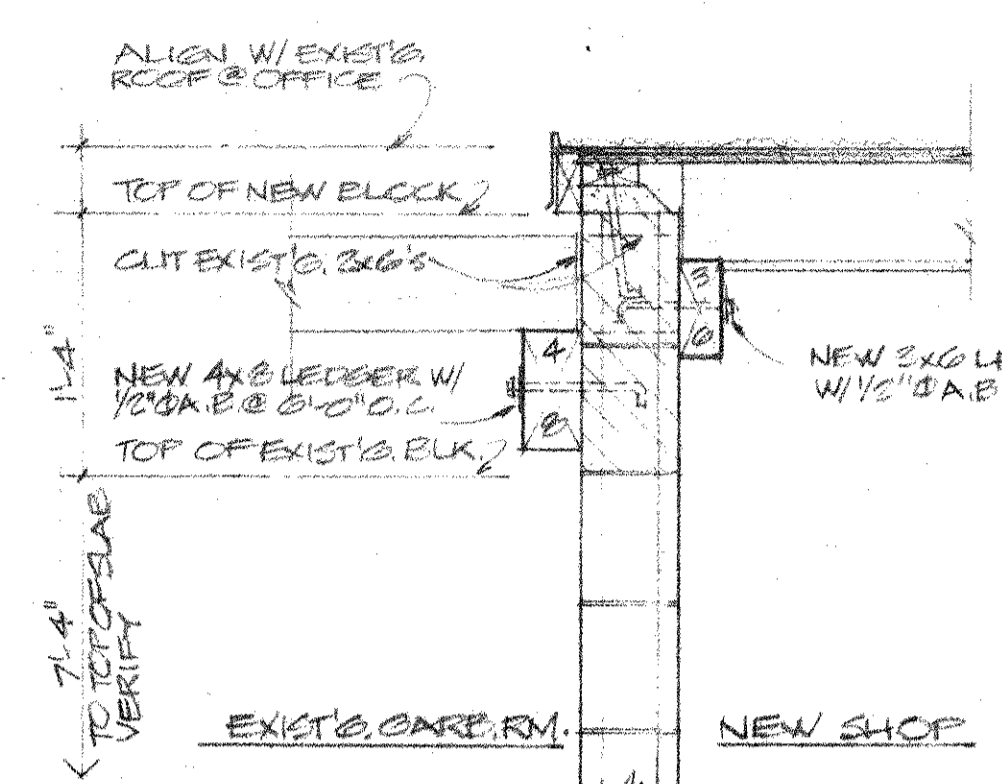 ALIGN W/ EXIST'G.
ROOF @ OFFICE
TOP OF NEW BLOCK
CUT EXIST'G. 2x6's
1'-4"
NEW 4x8 LEDGER W/
1/2"Ø A.B. @ 6'-0" O.C.
TOP OF EXIST'G. BLK.
4
8
3
6
NEW 3x6
W/ 1/2"Ø A.B
7'-4"
TO TOP OF SLAB
VERIFY
EXIST'G. GARB. RM.
NEW SHOP